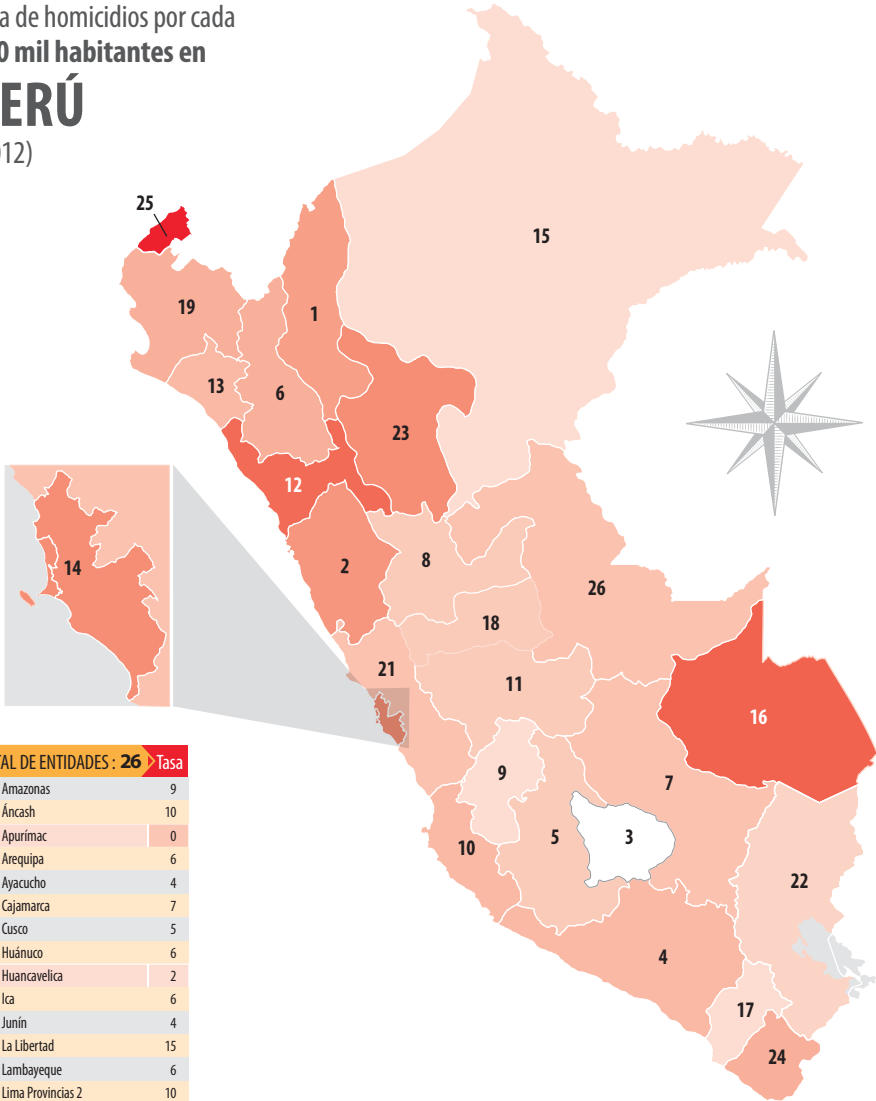 a de homicidios por cada
0 mil habitantes en
ERÚ
012)
25
15
19
1
13
6
23
12
14
2
8
26
18
21
11
16
9
7
5
3
10
22
4
17
24
TAL DE ENTIDADES : 26 Tasa
Amazonas 9
Áncash 10
Apurímac 0
Arequipa 6
Ayacucho 4
Cajamarca 7
Cusco 5
Huánuco 6
Huancavelica 2
Ica 6
Junín 4
La Libertad 15
Lambayeque 6
Lima Provincias 2 10